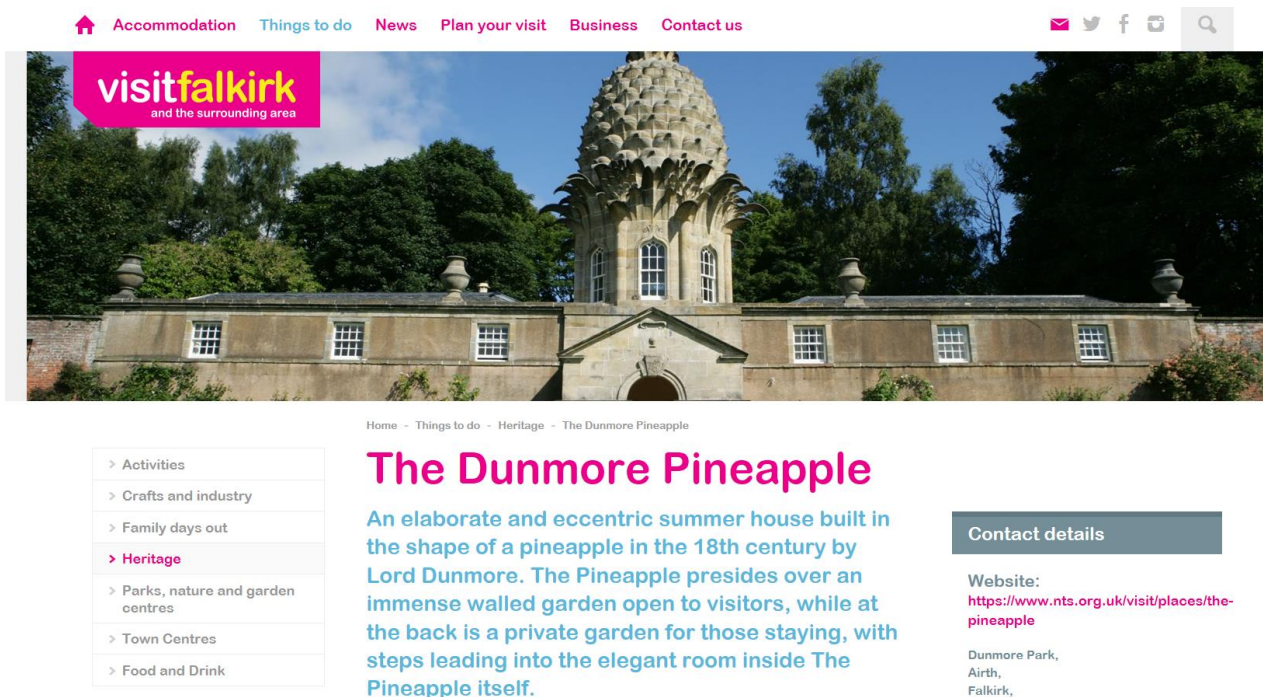 Accommodation Things to do News Plan your visit Business Contact us
visitfalkirk
and the surrounding area
Home - Things to do - Heritage - The Dunmore Pineapple
> Activities
> Crafts and industry
> Family days out
> Heritage
> Parks, nature and garden
centres
> Town Centres
> Food and Drink
The Dunmore Pineapple
An elaborate and eccentric summer house built in
the shape of a pineapple in the 18th century by
Lord Dunmore. The Pineapple presides over an
immense walled garden open to visitors, while at
the back is a private garden for those staying, with
steps leading into the elegant room inside The
Pineapple itself.
Contact details
Website:
https://www.nts.org.uk/visit/places/the-
pineapple
Dunmore Park,
Airth,
Falkirk,